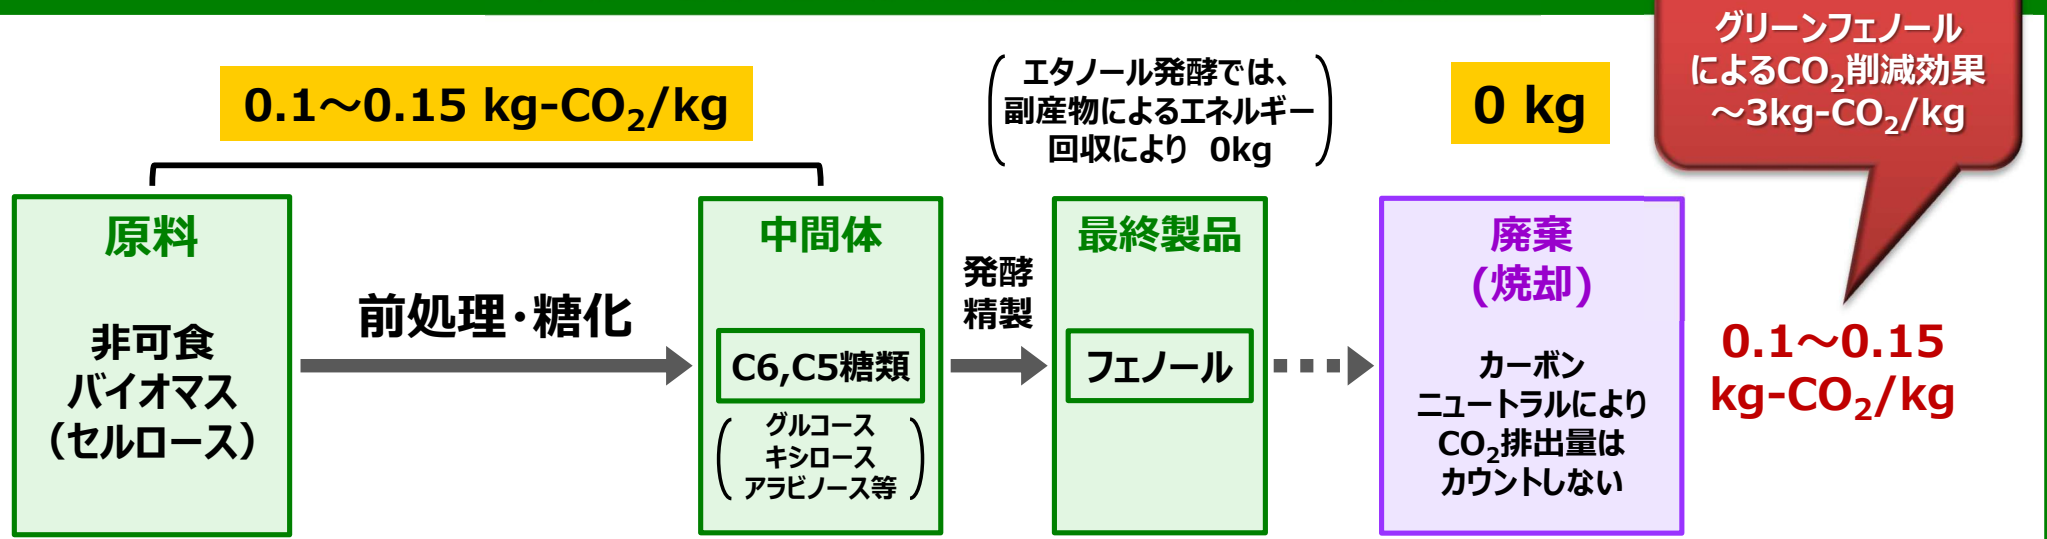 グリーンフェノール
によるCO₂削減効果
～3kg-CO₂/kg
0.1～0.15 kg-CO₂/kg
エタノール発酵では、
副産物によるエネルギー
回収により 0kg
0 kg
原料
非可食
バイオマス
（セルロース）
前処理・糖化
中間体
C6,C5糖類
グルコース
キシロース
アラビノース等
発酵
精製
最終製品
フェノール
廃棄
(焼却)
カーボン
ニュートラルにより
CO₂排出量は
カウントしない
0.1～0.15
kg-CO₂/kg